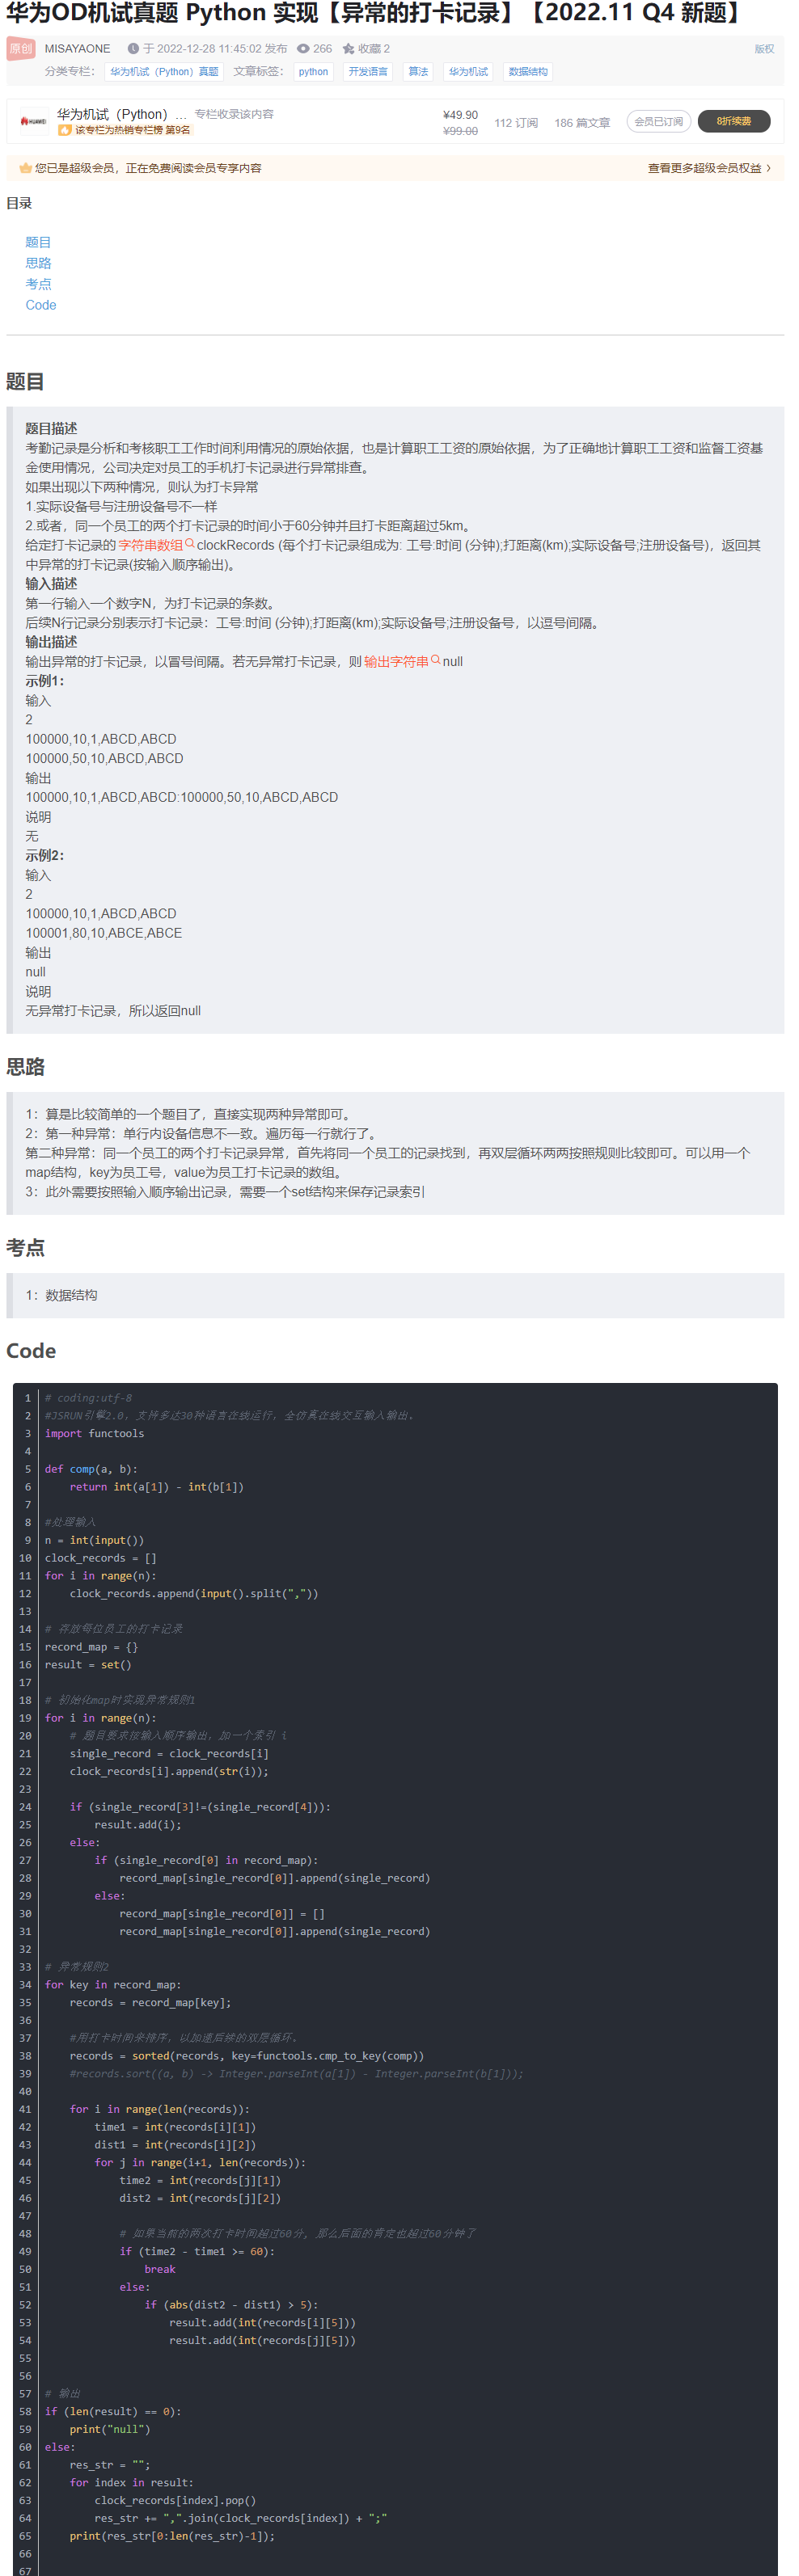 华为OD机试真题 Python 实现【异常的打卡记录】【2022.11 Q4 新题】
原创 MISAYAONE 于 2022-12-28 11:45:02 发布 266 收藏 2 版权
分类专栏： 华为机试（Python）真题 文章标签： python 开发语言 算法 华为机试 数据结构
HUAWEI 华为机试（Python）... 专栏收录该内容
该专栏为热销专栏榜 第9名
¥49.90
¥99.00
112 订阅 186 篇文章 会员已订阅 8折续费
您已是超级会员，正在免费阅读会员专享内容 查看更多超级会员权益
目录
题目
思路
考点
Code
题目
题目描述
考勤记录是分析和考核职工工作时间利用情况的原始依据，也是计算职工工资的原始依据，为了正确地计算职工工资和监督工资基
金使用情况，公司决定对员工的手机打卡记录进行异常排查。
如果出现以下两种情况，则认为打卡异常
1.实际设备号与注册设备号不一样
2.或者，同一个员工的两个打卡记录的时间小于60分钟并且打卡距离超过5km。
给定打卡记录的 字符串数组 clockRecords (每个打卡记录组成为: 工号:时间 (分钟);打距离(km);实际设备号;注册设备号)，返回其
中异常的打卡记录(按输入顺序输出)。
输入描述
第一行输入一个数字N，为打卡记录的条数。
后续N行记录分别表示打卡记录：工号:时间 (分钟);打距离(km);实际设备号;注册设备号，以逗号间隔。
输出描述
输出异常的打卡记录，以冒号间隔。若无异常打卡记录，则 输出字符串 null
示例1：
输入
2
100000,10,1,ABCD,ABCD
100000,50,10,ABCD,ABCD
输出
100000,10,1,ABCD,ABCD:100000,50,10,ABCD,ABCD
说明
无
示例2：
输入
2
100000,10,1,ABCD,ABCD
100001,80,10,ABCE,ABCE
输出
null
说明
无异常打卡记录，所以返回null
思路
1：算是比较简单的一个题目了，直接实现两种异常即可。
2：第一种异常：单行内设备信息不一致。遍历每一行就行了。
第二种异常：同一个员工的两个打卡记录异常，首先将同一个员工的记录找到，再双层循环两两按照规则比较即可。可以用一个
map结构，key为员工号，value为员工打卡记录的数组。
3：此外需要按照输入顺序输出记录，需要一个set结构来保存记录索引
考点
1：数据结构
Code
1 # coding:utf-8
2 #JSRUN引擎2.0，支持多达30种语言在线运行，全仿真在线交互输入输出。
3 import functools
4
5 def comp(a, b):
6     return int(a[1]) - int(b[1])
7
8 #处理输入
9 n = int(input())
10 clock_records = []
11 for i in range(n):
12     clock_records.append(input().split(","))
13
14 # 存放每位员工的打卡记录
15 record_map = {}
16 result = set()
17
18 # 初始化map时实现异常规则1
19 for i in range(n):
20     # 题目要求按输入顺序输出，加一个索引 i
21     single_record = clock_records[i]
22     clock_records[i].append(str(i));
23
24     if (single_record[3]!=(single_record[4])):
25         result.add(i);
26     else:
27         if (single_record[0] in record_map):
28             record_map[single_record[0]].append(single_record)
29         else:
30             record_map[single_record[0]] = []
31             record_map[single_record[0]].append(single_record)
32
33 # 异常规则2
34 for key in record_map:
35     records = record_map[key];
36
37     #用打卡时间来排序，以加速后续的双层循环。
38     records = sorted(records, key=functools.cmp_to_key(comp))
39     #records.sort((a, b) -> Integer.parseInt(a[1]) - Integer.parseInt(b[1]));
40
41     for i in range(len(records)):
42         time1 = int(records[i][1])
43         dist1 = int(records[i][2])
44         for j in range(i+1, len(records)):
45             time2 = int(records[j][1])
46             dist2 = int(records[j][2])
47
48             # 如果当前的两次打卡时间超过60分，那么后面的肯定也超过60分钟了
49             if (time2 - time1 >= 60):
50                 break
51             else:
52                 if (abs(dist2 - dist1) > 5):
53                     result.add(int(records[i][5]))
54                     result.add(int(records[j][5]))
55
56
57 # 输出
58 if (len(result) == 0):
59     print("null")
60 else:
61     res_str = "";
62     for index in result:
63         clock_records[index].pop()
64         res_str += ",".join(clock_records[index]) + ";"
65     print(res_str[0:len(res_str)-1]);
66
67